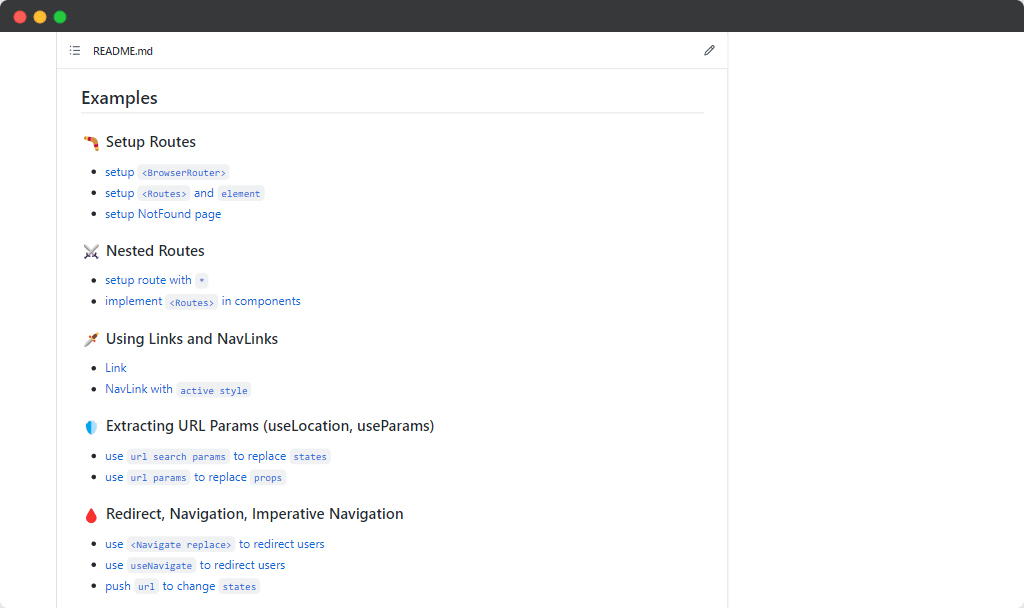 README.md
Examples
Setup Routes
setup <BrowserRouter>
setup <Routes> and element
setup NotFound page
Nested Routes
setup route with *
implement <Routes> in components
Using Links and NavLinks
Link
NavLink with active style
Extracting URL Params (useLocation, useParams)
use url search params to replace states
use url params to replace props
Redirect, Navigation, Imperative Navigation
use <Navigate replace> to redirect users
use useNavigate to redirect users
push url to change states